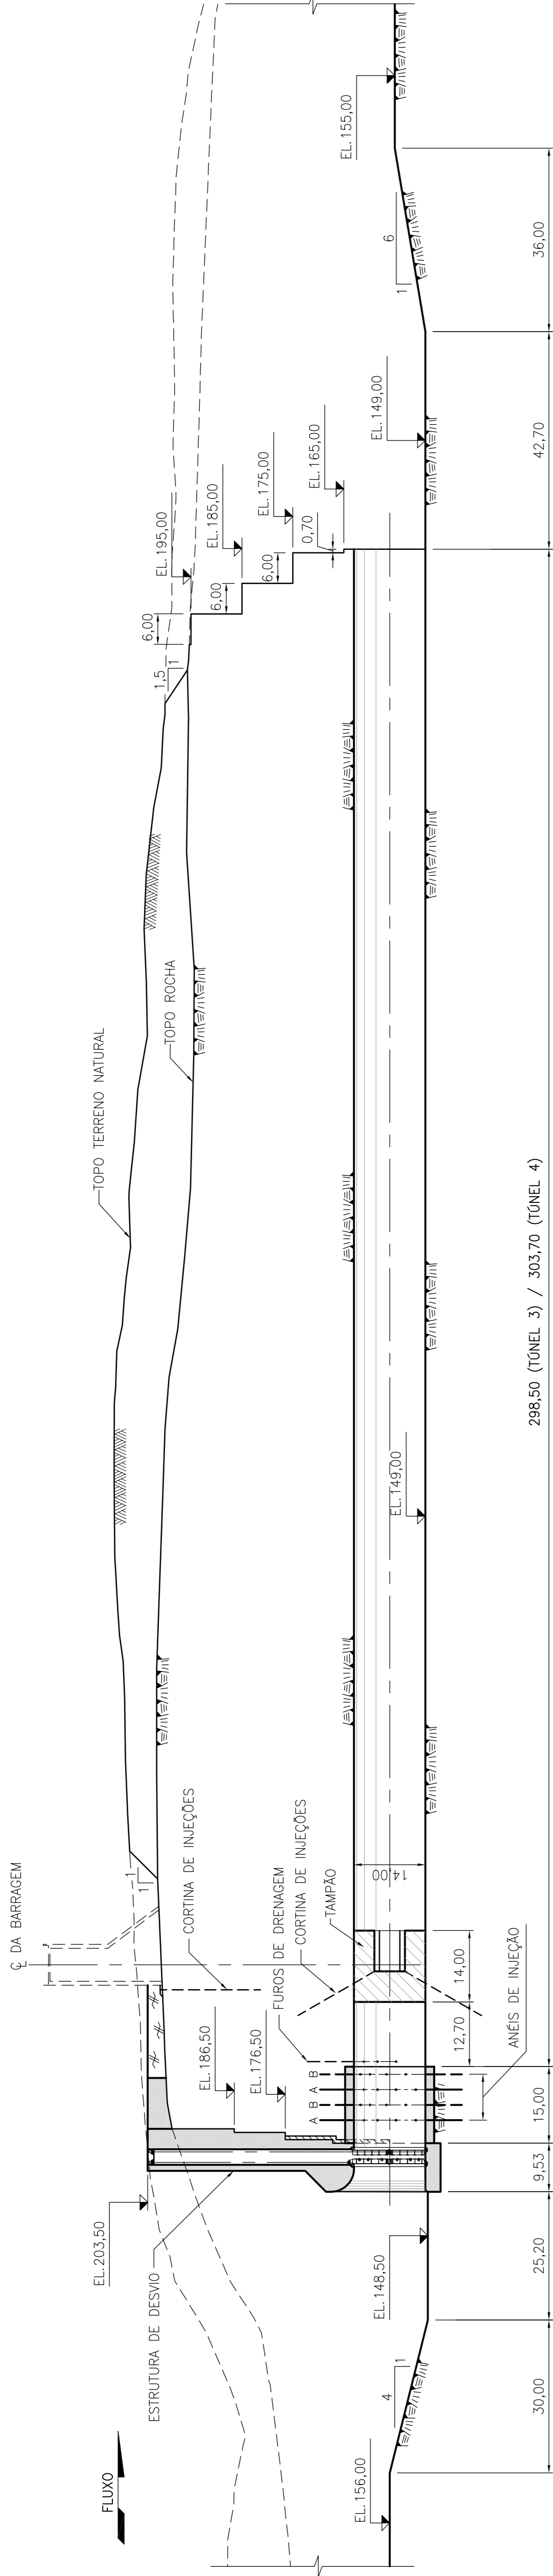 FLUXO
EL.156,00
4
1
30,00
25,20
EL.148,50
ESTRUTURA DE DESVIO
EL.203,50
9,53
15,00
12,70
14,00
A
B
A
B
ANÉIS DE INJEÇÃO
EL.176,50
EL.186,50
FUROS DE DRENAGEM
CORTINA DE INJEÇÕES
TAMPÃO
CORTINA DE INJEÇÕES
℄ DA BARRAGEM
1
1
14,00
EL.149,00
298,50 (TÚNEL 3) / 303,70 (TÚNEL 4)
TOPO TERRENO NATURAL
TOPO ROCHA
1,5
1
6,00
EL.195,00
6,00
EL.185,00
6,00
EL.175,00
0,70
EL.165,00
EL.149,00
42,70
1
6
36,00
EL.155,00